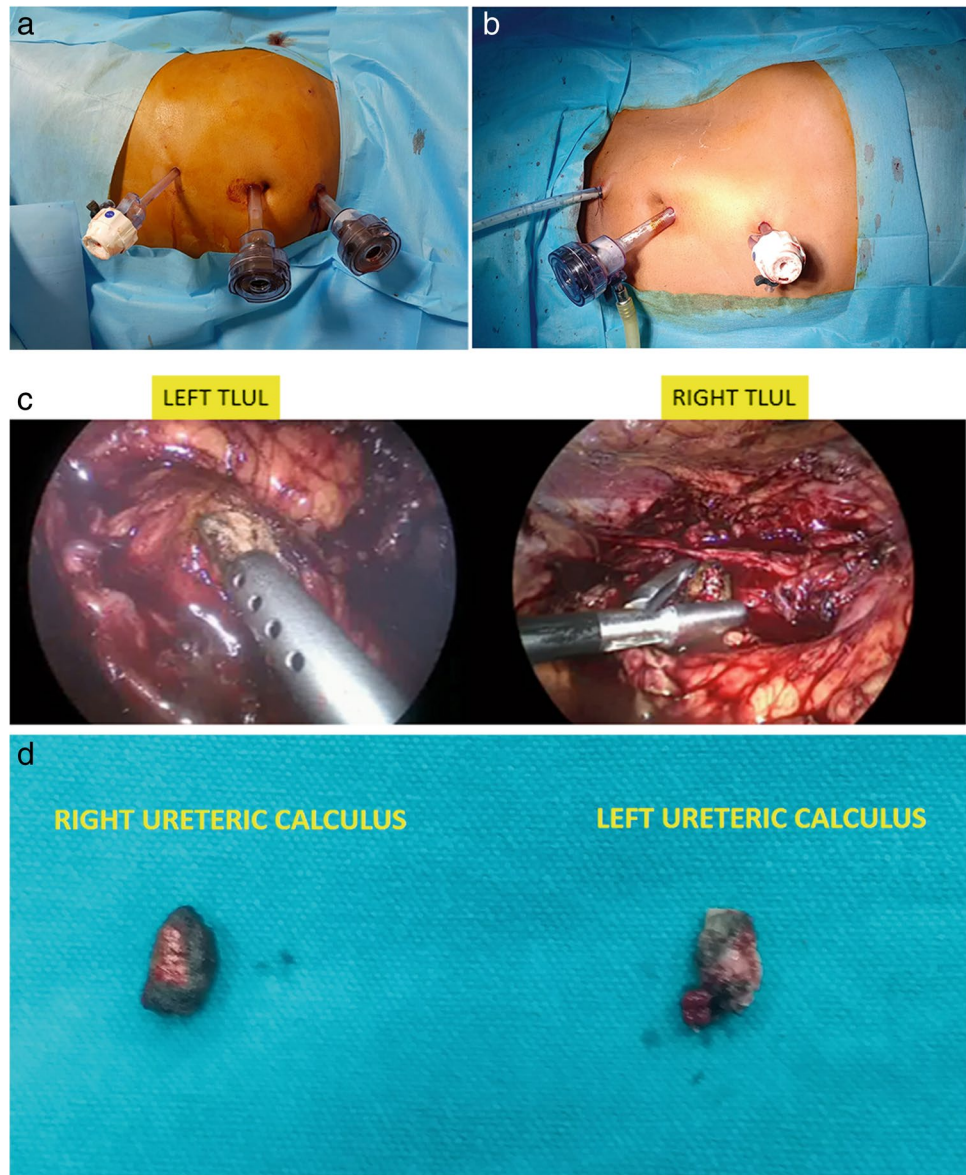 a
b
c
LEFT TLUL
RIGHT TLUL
d
RIGHT URETERIC CALCULUS
LEFT URETERIC CALCULUS